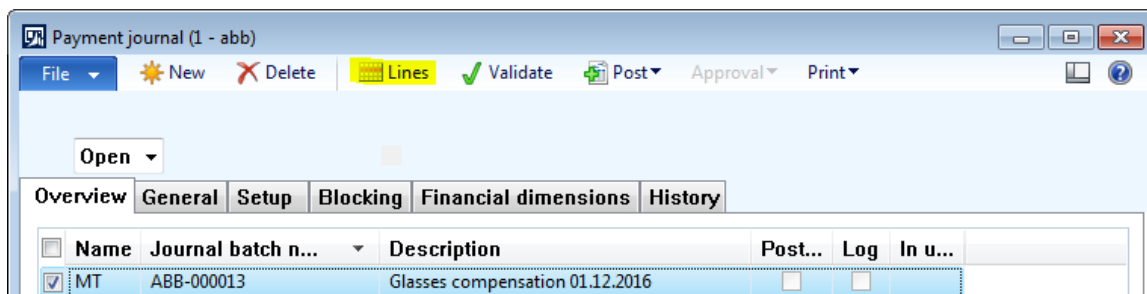 Payment journal (1 - abb)
File New Delete Lines Validate Post Approval Print
Open
Overview General Setup Blocking Financial dimensions History
Name Journal batch n... Description Post... Log In u...
MT ABB-000013 Glasses compensation 01.12.2016